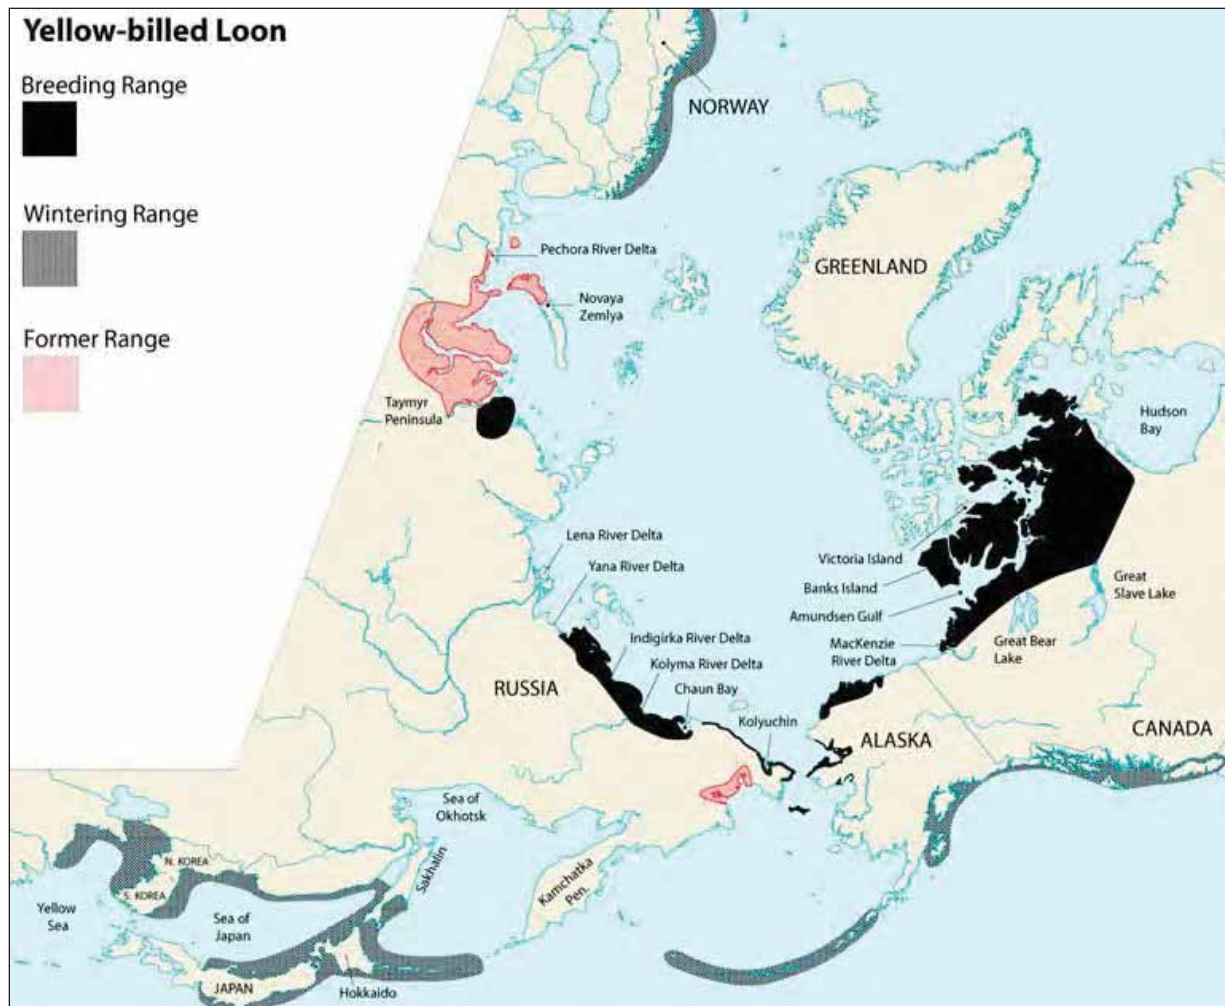 Yellow-billed Loon
Breeding Range
Wintering Range
Former Range
NORWAY
Pechora River Delta
GREENLAND
Novaya
Zemlya
Taymyr
Peninsula
Hudson
Bay
Lena River Delta
Victoria Island
Yana River Delta
Banks Island
Great
Slave Lake
Amundsen Gulf
Indigirka River Delta
MacKenzie
River Delta
Great Bear
Lake
Kolyma River Delta
RUSSIA
Chaun Bay
Kolyuchin
ALASKA
CANADA
Sea of
Okhotsk
N. KOREA
Sakhalin
Kamchatka
Pen.
S. KOREA
Yellow
Sea
Sea of
Japan
JAPAN
Hokkaido